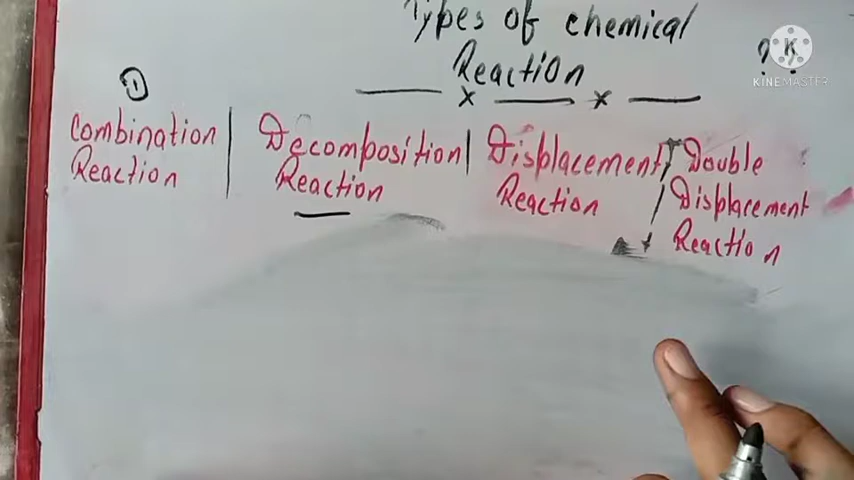 Types of chemical
Reaction ?
K
KINEMASTER
①
Combination
Reaction
Decomposition
Reaction
Displacement
Reaction
Double
Displacement
Reaction